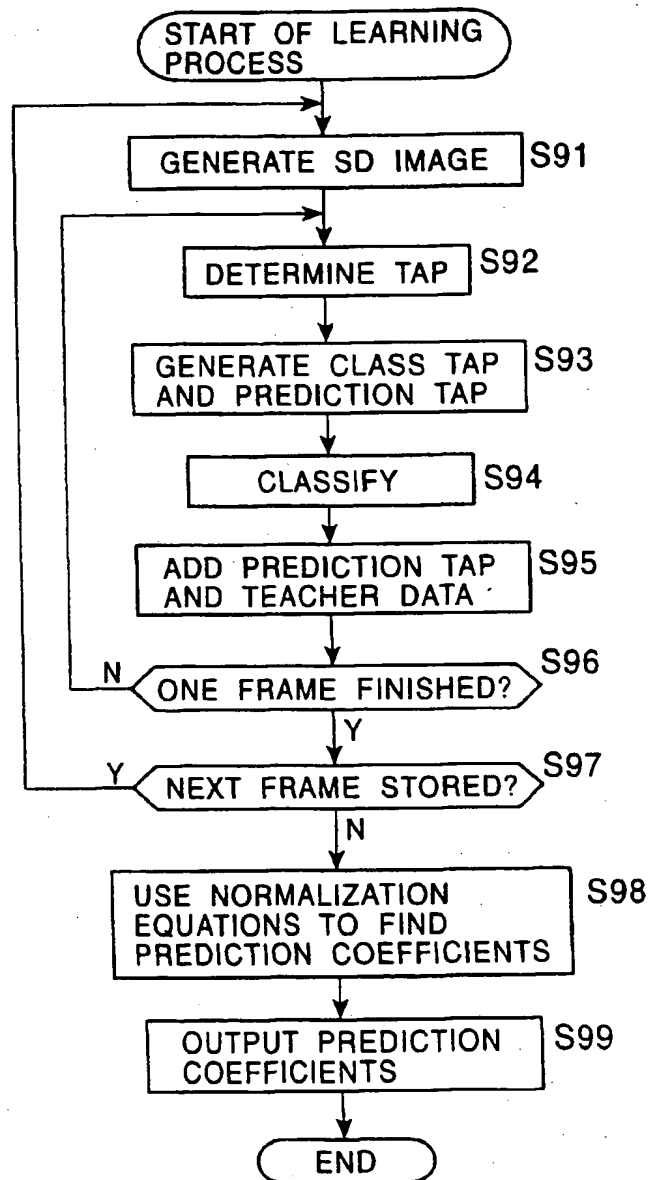 START OF LEARNING
PROCESS
GENERATE SD IMAGE
S91
DETERMINE TAP
S92
GENERATE CLASS TAP
AND PREDICTION TAP
S93
CLASSIFY
S94
ADD PREDICTION TAP
AND TEACHER DATA
S95
N
ONE FRAME FINISHED?
S96
Y
Y
NEXT FRAME STORED?
S97
N
USE NORMALIZATION
EQUATIONS TO FIND
PREDICTION COEFFICIENTS
S98
OUTPUT PREDICTION
COEFFICIENTS
S99
END